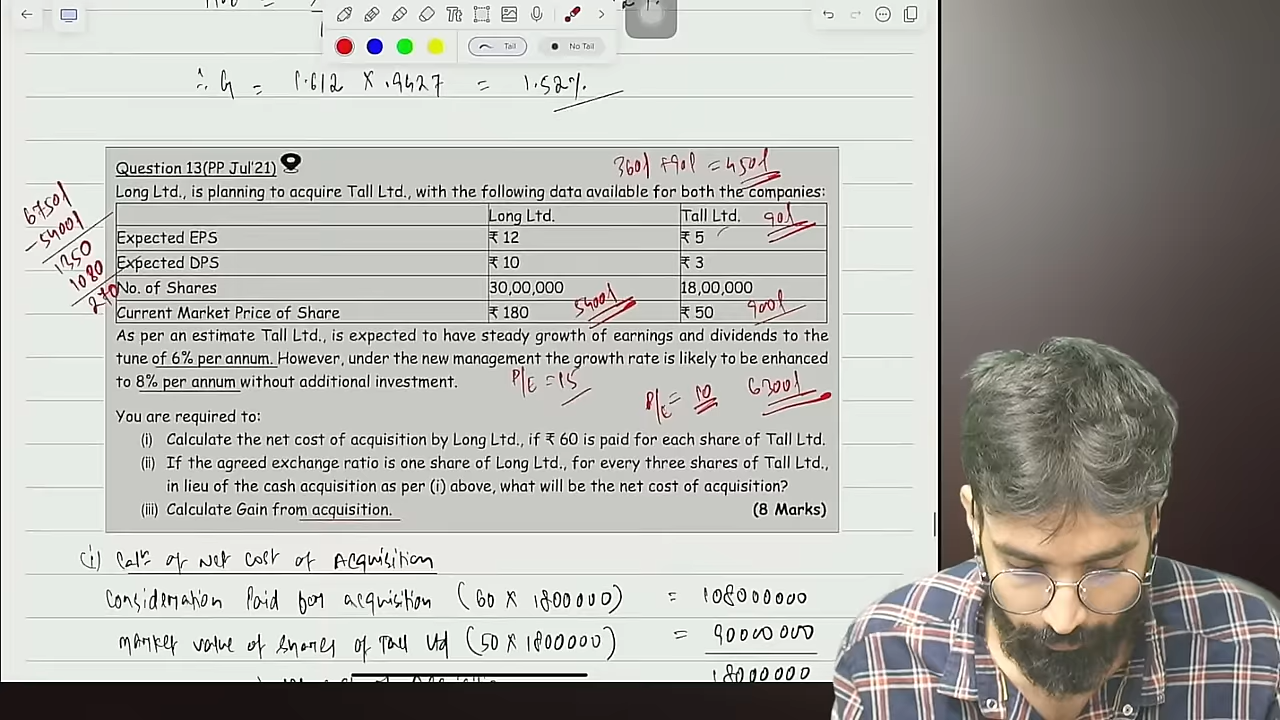 Tt
Tail
No Tail
∴ G = 1.612 X .9427 = 1.52%
Question 13(PP Jul'21)
360l + 90l = 450l
Long Ltd., is planning to acquire Tall Ltd., with the following data available for both the companies:
Long Ltd. Tall Ltd. 90l
Expected EPS ₹ 12 ₹ 5
Expected DPS ₹ 10 ₹ 3
No. of Shares 30,00,000 18,00,000
Current Market Price of Share ₹ 180 5400l ₹ 50 900l
6750l
-5400l
1350
1080
270
As per an estimate Tall Ltd., is expected to have steady growth of earnings and dividends to the
tune of 6% per annum. However, under the new management the growth rate is likely to be enhanced
to 8% per annum without additional investment.
P/E = 15
P/E = 10 6300l
You are required to:
(i) Calculate the net cost of acquisition by Long Ltd., if ₹ 60 is paid for each share of Tall Ltd.
(ii) If the agreed exchange ratio is one share of Long Ltd., for every three shares of Tall Ltd.,
in lieu of the cash acquisition as per (i) above, what will be the net cost of acquisition?
(iii) Calculate Gain from acquisition. (8 Marks)
(i) Calⁿ of Net Cost of Acquisition
Consideration Paid for acquisition (60 X 1800000) = 108000000
Market value of shares of Tall Ltd (50 X 1800000) = 90000000
18000000